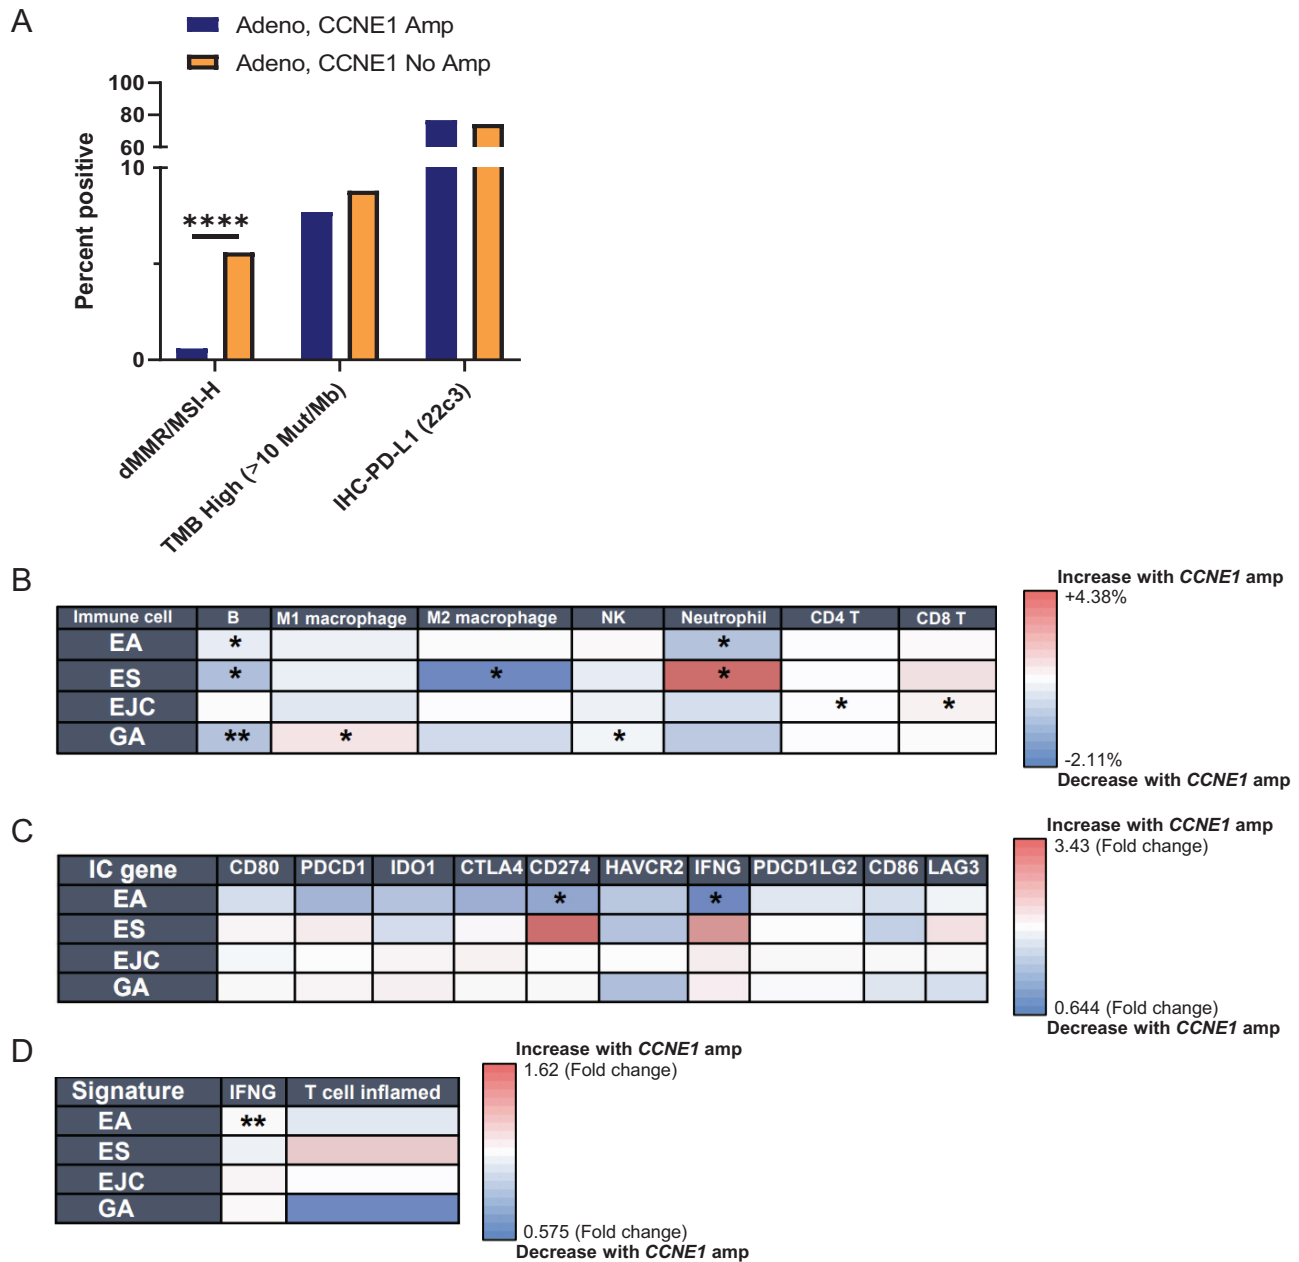 A
Adeno, CCNE1 Amp
Adeno, CCNE1 No Amp
Percent positive
100
80
60
10
0
****
dMMR/MSI-H
TMB High (>10 Mut/Mb)
IHC-PD-L1 (22c3)
B
Immune cell B M1 macrophage M2 macrophage NK Neutrophil CD4 T CD8 T
EA * *
ES * * *
EJC * *
GA ** * *
Increase with CCNE1 amp
+4.38%
-2.11%
Decrease with CCNE1 amp
C
IC gene CD80 PDCD1 IDO1 CTLA4 CD274 HAVCR2 IFNG PDCD1LG2 CD86 LAG3
EA * *
ES
EJC
GA
Increase with CCNE1 amp
3.43 (Fold change)
0.644 (Fold change)
Decrease with CCNE1 amp
D
Signature IFNG T cell inflamed
EA **
ES
EJC
GA
Increase with CCNE1 amp
1.62 (Fold change)
0.575 (Fold change)
Decrease with CCNE1 amp